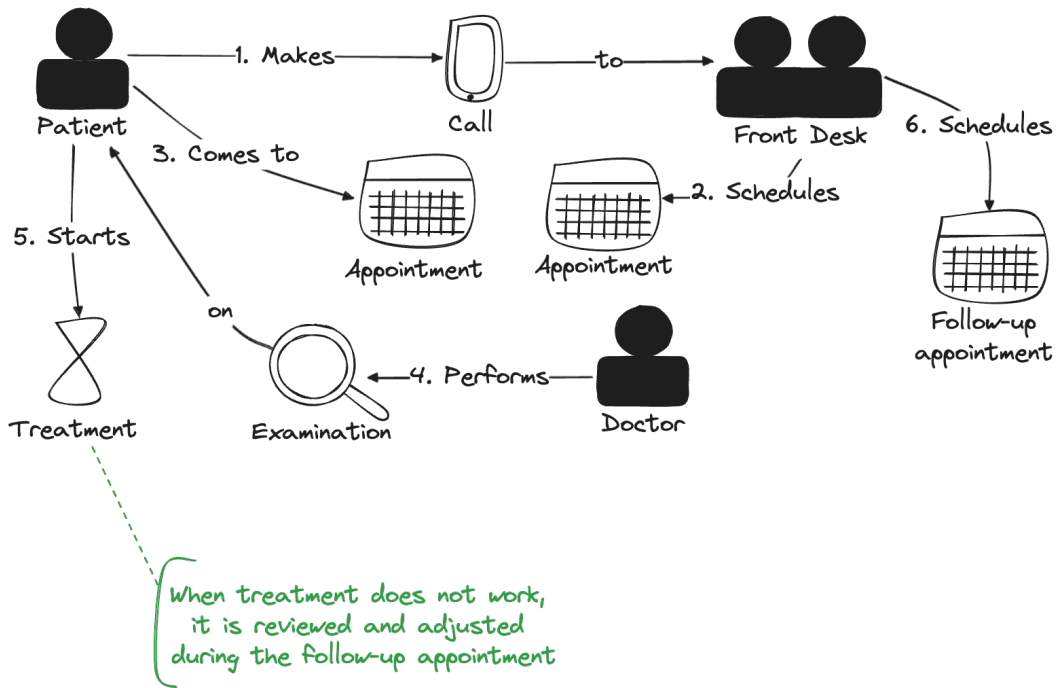 1. Makes
to
Call
Patient
Front Desk
6. Schedules
3. Comes to
2. Schedules
5. Starts
Appointment
Appointment
on
Follow-up
appointment
4. Performs
Treatment
Examination
Doctor
When treatment does not work,
it is reviewed and adjusted
during the follow-up appointment